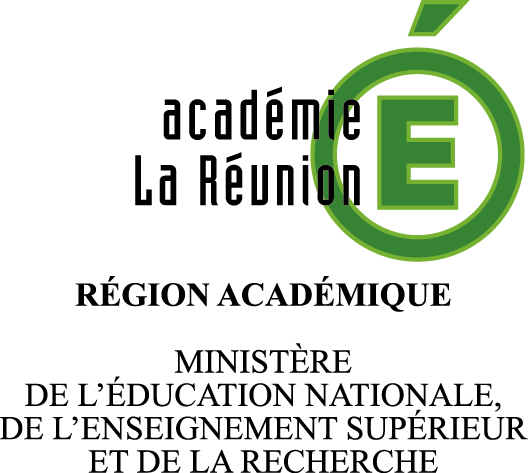 académie
La Réunion
É
RÉGION ACADÉMIQUE
MINISTÈRE
DE L'ÉDUCATION NATIONALE,
DE L'ENSEIGNEMENT SUPÉRIEUR
ET DE LA RECHERCHE